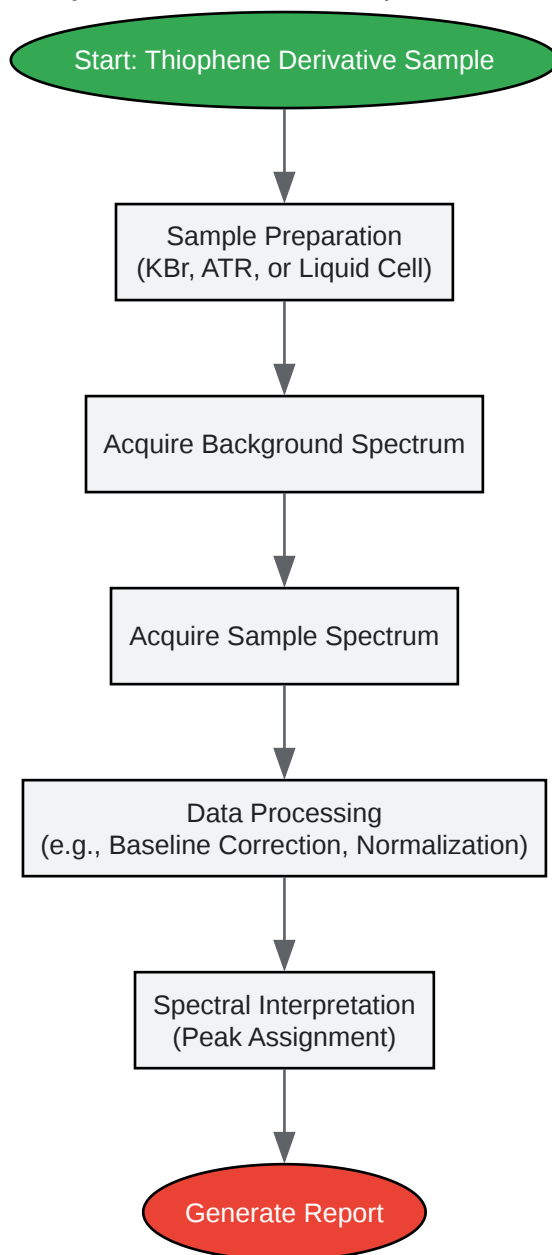 Start: Thiophene Derivative Sample
Sample Preparation
(KBr, ATR, or Liquid Cell)
Acquire Background Spectrum
Acquire Sample Spectrum
Data Processing
(e.g., Baseline Correction, Normalization)
Spectral Interpretation
(Peak Assignment)
Generate Report